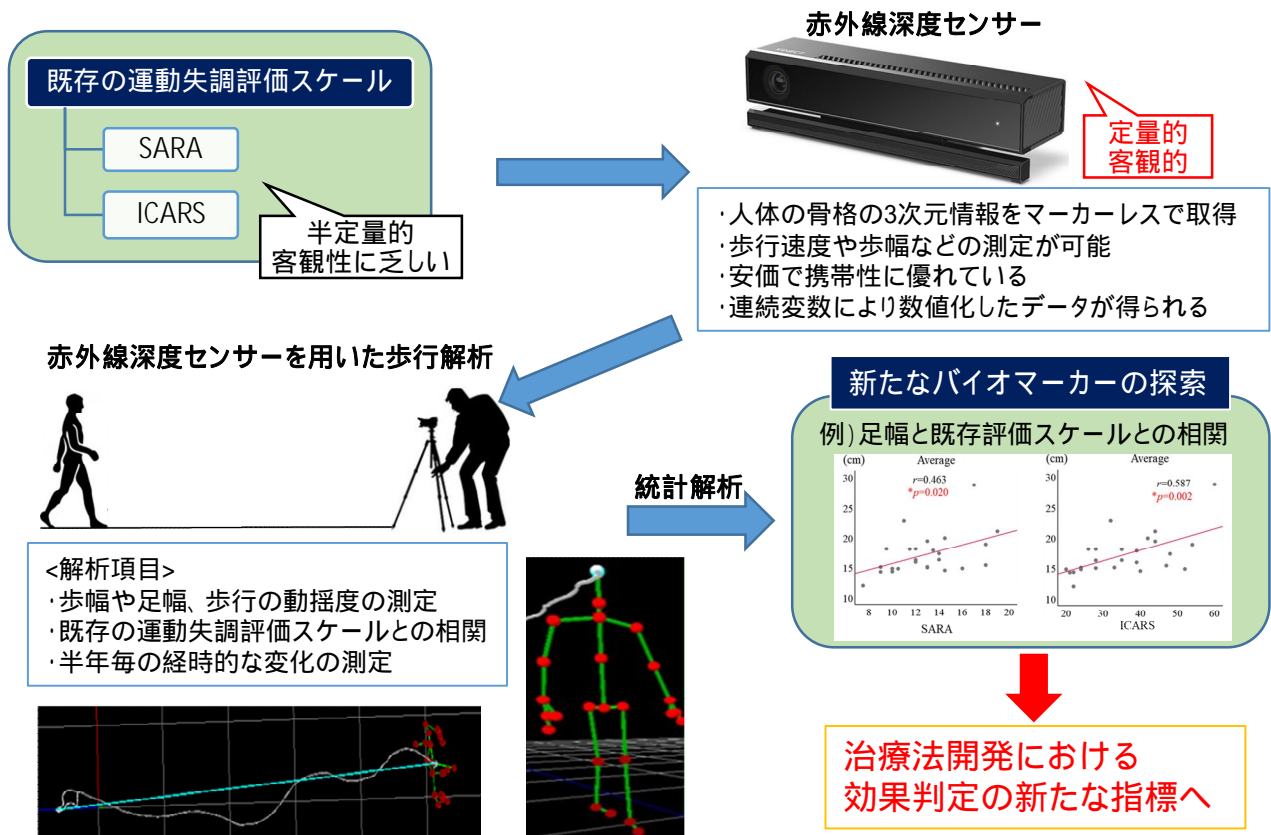 既存の運動失調評価スケール
SARA
ICARS
半定量的
客観性に乏しい
赤外線深度センサー
定量的
客観的
・人体の骨格の3次元情報をマーカーレスで取得
・歩行速度や歩幅などの測定が可能
・安価で携帯性に優れている
・連続変数により数値化したデータが得られる
赤外線深度センサーを用いた歩行解析
<解析項目>
・歩幅や足幅、歩行の動揺度の測定
・既存の運動失調評価スケールとの相関
・半年毎の経時的な変化の測定
統計解析
新たなバイオマーカーの探索
例)足幅と既存評価スケールとの相関
(cm) Average
r=0.463
*p=0.020
30
25
20
15
10
8 10 12 14 16 18 20
SARA
(cm) Average
r=0.587
*p=0.002
30
25
20
15
10
20 30 40 50 60
ICARS
治療法開発における
効果判定の新たな指標へ